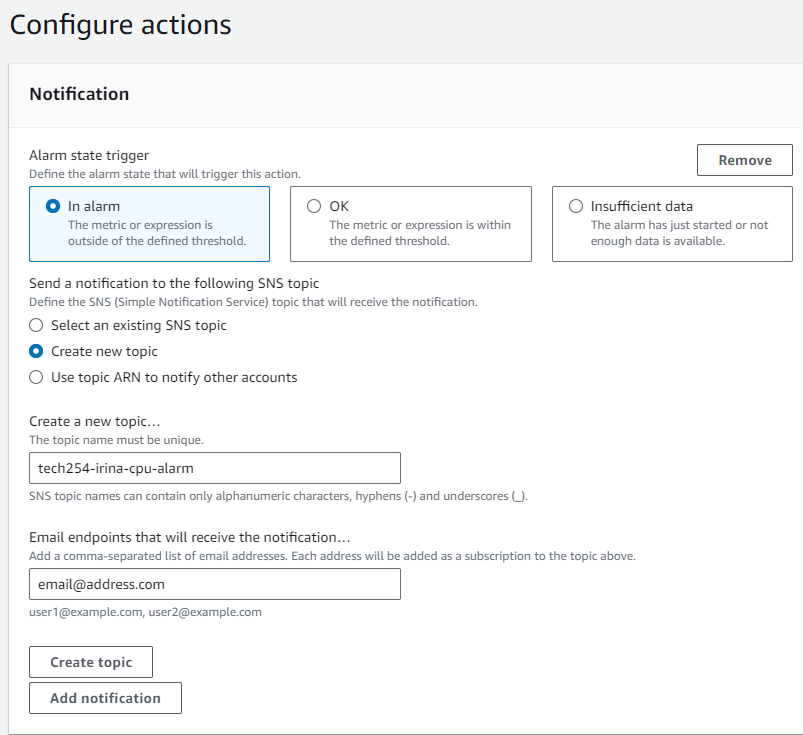 Configure actions
Notification
Alarm state trigger
Define the alarm state that will trigger this action.
Remove
In alarm
The metric or expression is
outside of the defined threshold.
OK
The metric or expression is within
the defined threshold.
Insufficient data
The alarm has just started or not
enough data is available.
Send a notification to the following SNS topic
Define the SNS (Simple Notification Service) topic that will receive the notification.
Select an existing SNS topic
Create new topic
Use topic ARN to notify other accounts
Create a new topic…
The topic name must be unique.
tech254-irina-cpu-alarm
SNS topic names can contain only alphanumeric characters, hyphens (-) and underscores (_).
Email endpoints that will receive the notification…
Add a comma-separated list of email addresses. Each address will be added as a subscription to the topic above.
email@address.com
user1@example.com, user2@example.com
Create topic
Add notification